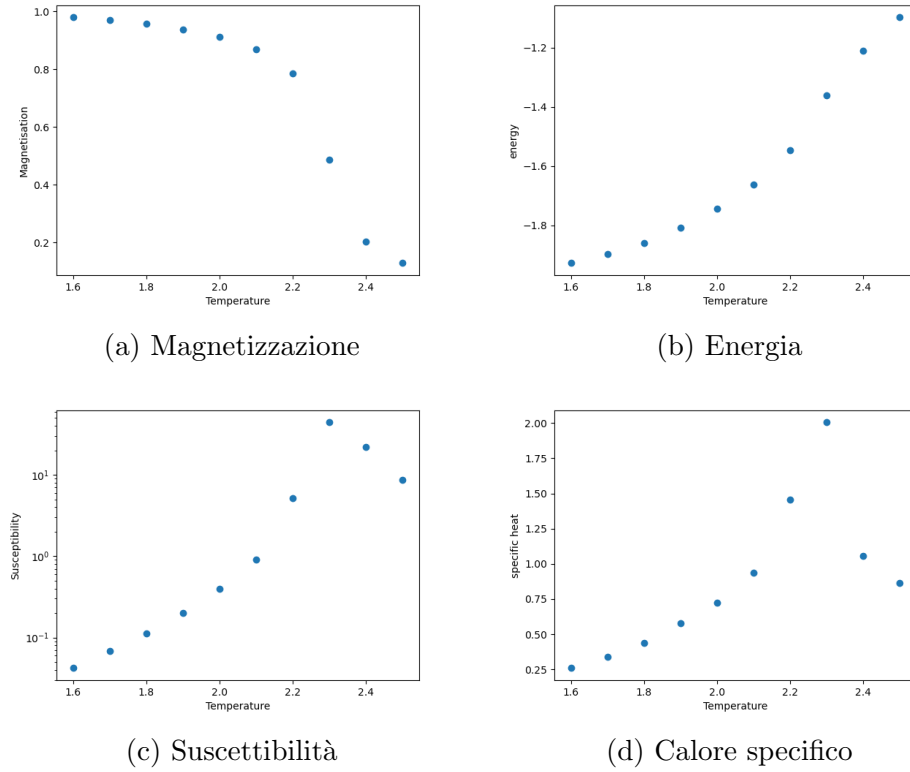 1.0
0.8
0.6
0.4
0.2
Magnetisation
1.6 1.8 2.0 2.2 2.4
Temperature
(a) Magnetizzazione
−1.2
−1.4
−1.6
−1.8
energy
1.6 1.8 2.0 2.2 2.4
Temperature
(b) Energia
10^1
10^0
10^−1
Susceptibility
1.6 1.8 2.0 2.2 2.4
Temperature
(c) Suscettibilità
2.00
1.75
1.50
1.25
1.00
0.75
0.50
0.25
specific heat
1.6 1.8 2.0 2.2 2.4
Temperature
(d) Calore specifico